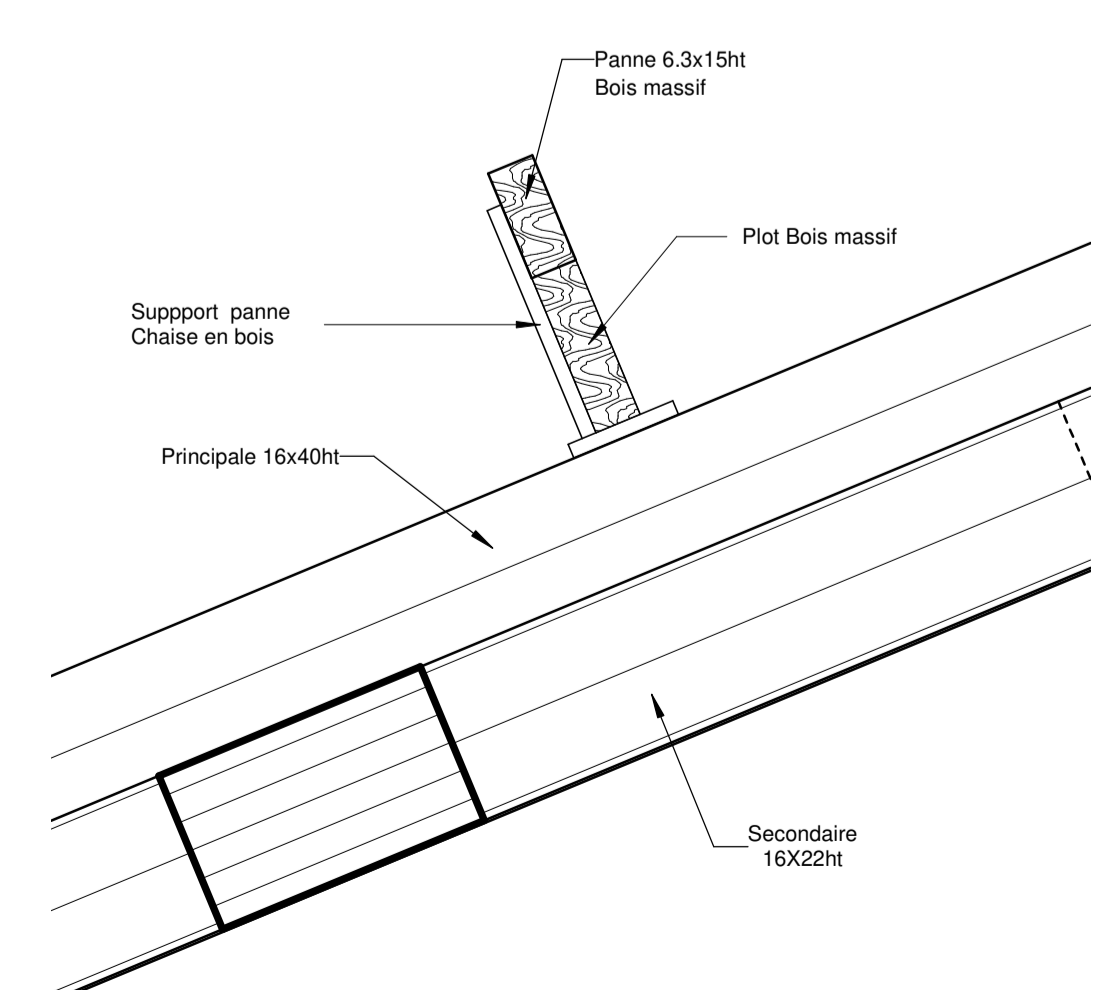 Panne 6.3x15ht
Bois massif
Plot Bois massif
Suppport  panne
Chaise en bois
Principale 16x40ht
Secondaire
16X22ht